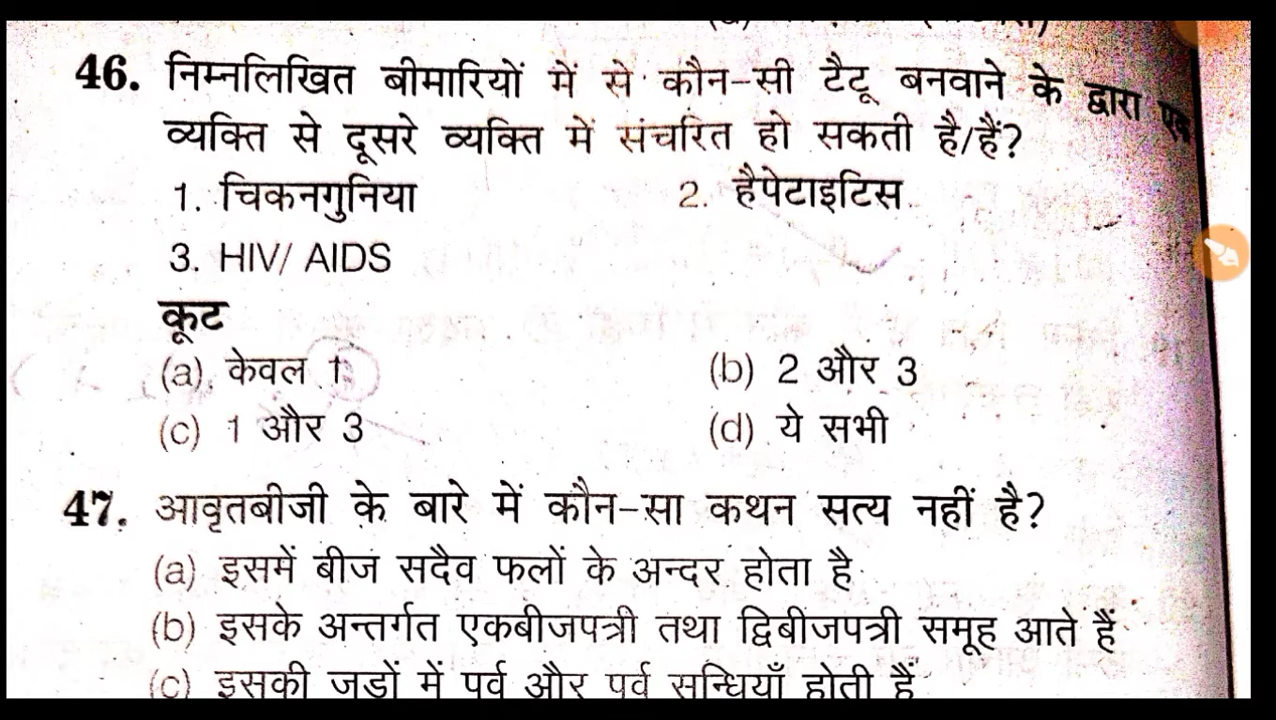 46. निम्नलिखित बीमारियों में से कौन-सी टैटू बनवाने के द्वारा एक
व्यक्ति से दूसरे व्यक्ति में संचरित हो सकती है/हैं?
1. चिकनगुनिया 2. हैपेटाइटिस
3. HIV/ AIDS
कूट
(a) केवल 1 (b) 2 और 3
(c) 1 और 3 (d) ये सभी
47. आवृतबीजी के बारे में कौन-सा कथन सत्य नहीं है?
(a) इसमें बीज सदैव फलों के अन्दर होता है
(b) इसके अन्तर्गत एकबीजपत्री तथा द्विबीजपत्री समूह आते हैं
(c) इसकी जड़ों में पर्व और पर्व सन्धियाँ होती हैं